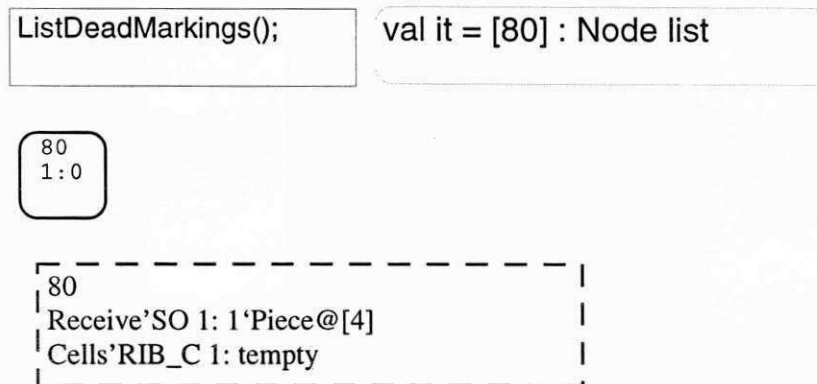 ListDeadMarkings();
val it = [80] : Node list
80
1:0
80
Receive'SO 1: 1‘Piece@[4]
Cells'RIB_C 1: tempty